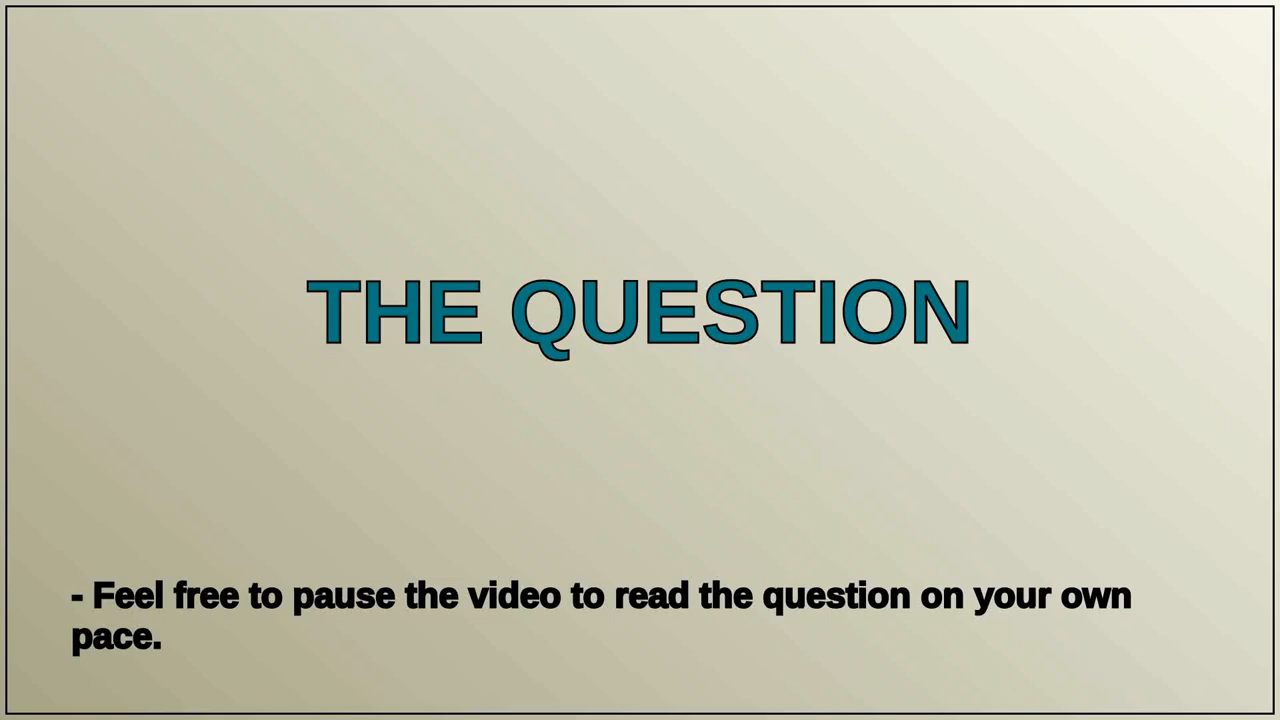 THE QUESTION
- Feel free to pause the video to read the question on your own
pace.